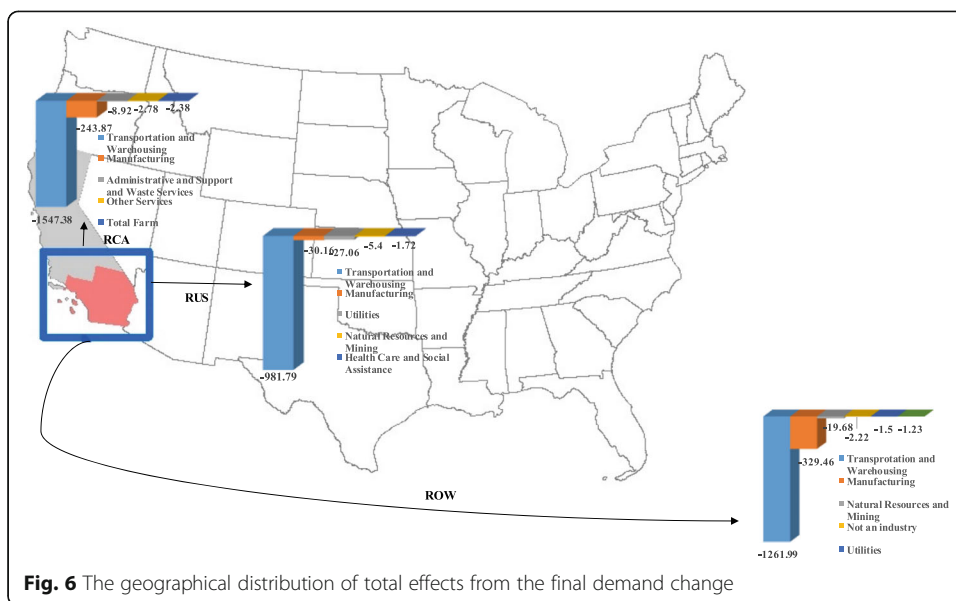 -8.92 -2.78 -2.38
-243.87
Transportation and
Warehousing
Manufacturing
Administrative and Support
and Waste Services
Other Services
Total Farm
-1547.38
RCA
RUS
-30.16 -27.06 -5.4 -1.72
Transportation and
Warehousing
Manufacturing
Utilities
Natural Resources and
Mining
Health Care and Social
Assistance
-981.79
ROW
-19.68 -2.22 -1.5 -1.23
-329.46
Transprotation and
Warehousing
Manufacturing
Natural Resources and
Mining
Not an industry
Utilities
-1261.99
Fig. 6 The geographical distribution of total effects from the final demand change